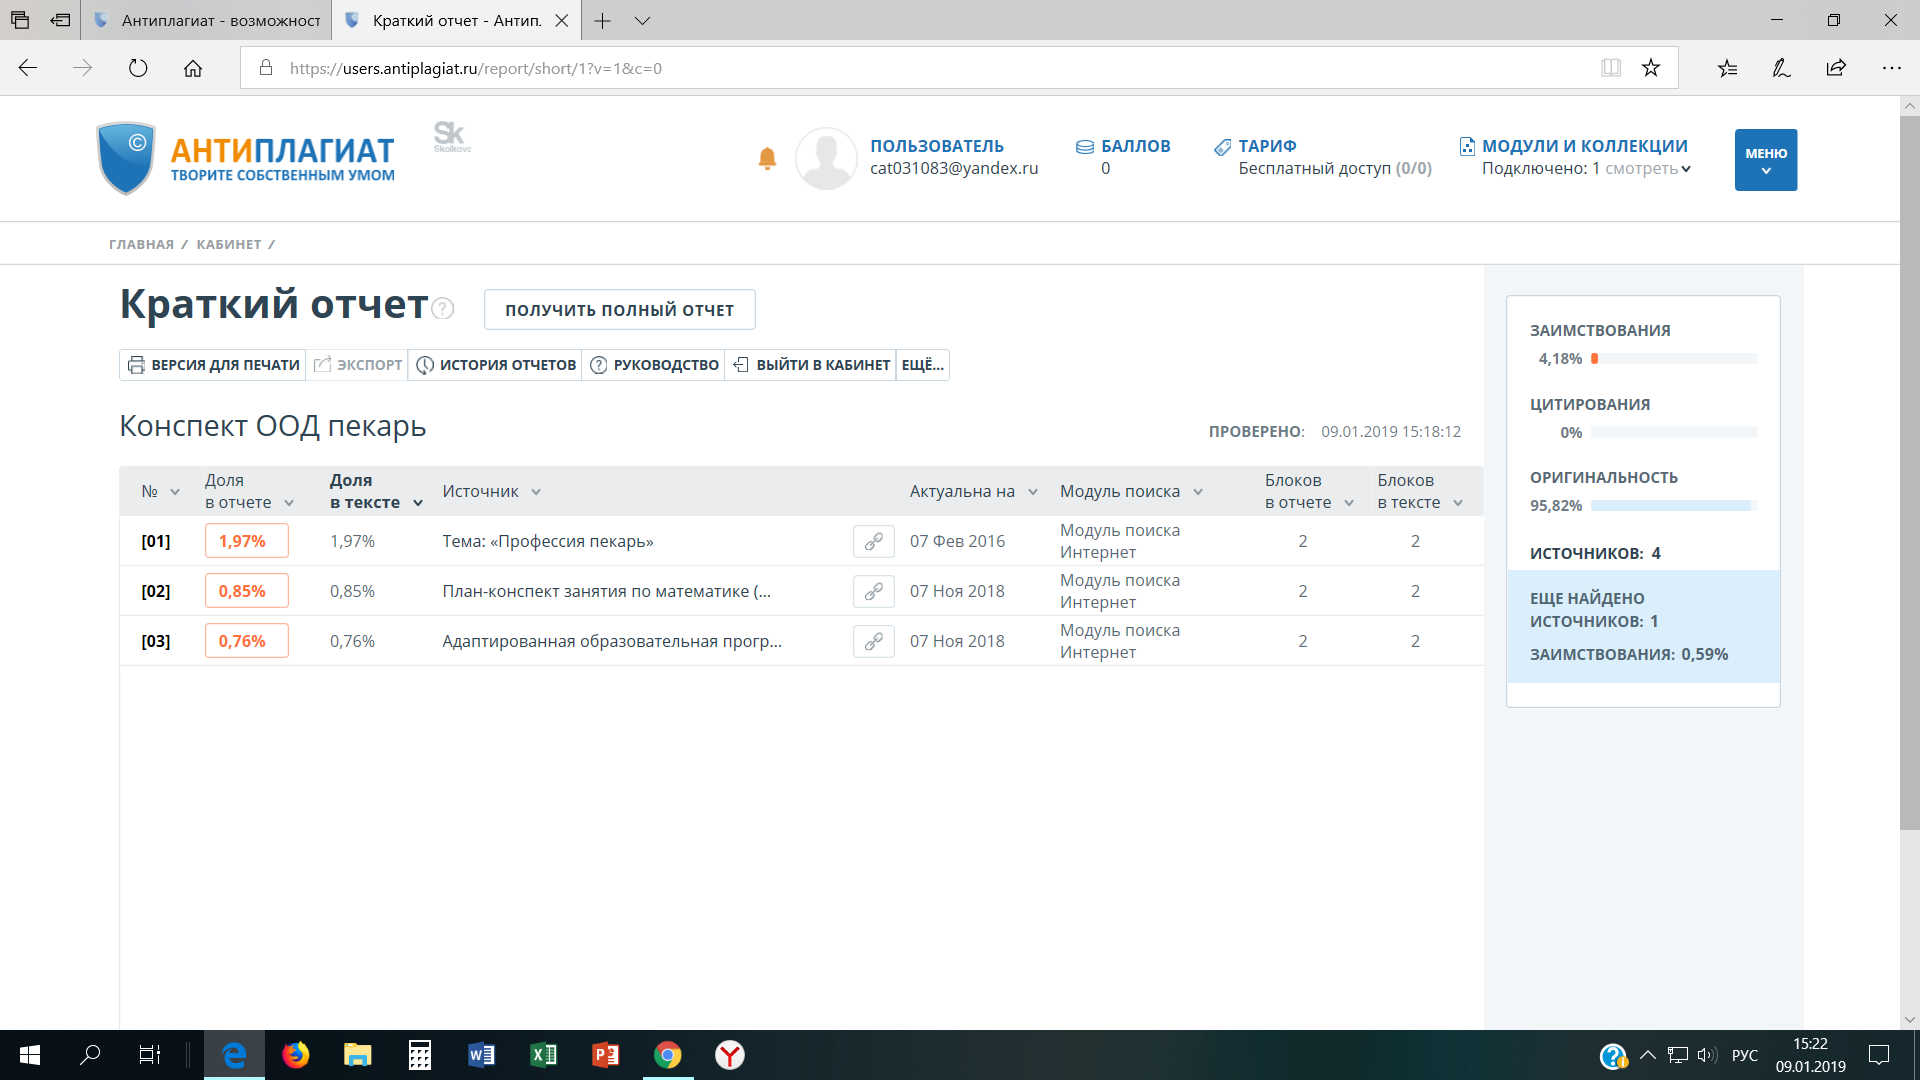 Антиплагиат - возможност
Краткий отчет - Антип.
https://users.antiplagiat.ru/report/short/1?v=1&c=0
©
АНТИПЛАГИАТ
ТВОРИТЕ СОБСТВЕННЫМ УМОМ
Sk
Skolkovo
ПОЛЬЗОВАТЕЛЬ
cat031083@yandex.ru
БАЛЛОВ
0
ТАРИФ
Бесплатный доступ (0/0)
МОДУЛИ И КОЛЛЕКЦИИ
Подключено: 1 смотреть
МЕНЮ
ГЛАВНАЯ / КАБИНЕТ /
Краткий отчет ?
ПОЛУЧИТЬ ПОЛНЫЙ ОТЧЕТ
ВЕРСИЯ ДЛЯ ПЕЧАТИ ЭКСПОРТ ИСТОРИЯ ОТЧЕТОВ РУКОВОДСТВО ВЫЙТИ В КАБИНЕТ ЕЩЁ...
Конспект ООД пекарь
ПРОВЕРЕНО: 09.01.2019 15:18:12
№ Доля в отчете Доля в тексте Источник Актуальна на Модуль поиска Блоков в отчете Блоков в тексте
[01] 1,97% 1,97% Тема: «Профессия пекарь» 07 Фев 2016 Модуль поиска Интернет 2 2
[02] 0,85% 0,85% План-конспект занятия по математике (... 07 Ноя 2018 Модуль поиска Интернет 2 2
[03] 0,76% 0,76% Адаптированная образовательная прогр... 07 Ноя 2018 Модуль поиска Интернет 2 2
ЗАИМСТВОВАНИЯ
4,18%
ЦИТИРОВАНИЯ
0%
ОРИГИНАЛЬНОСТЬ
95,82%
ИСТОЧНИКОВ: 4
ЕЩЕ НАЙДЕНО
ИСТОЧНИКОВ: 1
ЗАИМСТВОВАНИЯ: 0,59%
РУС
15:22
09.01.2019